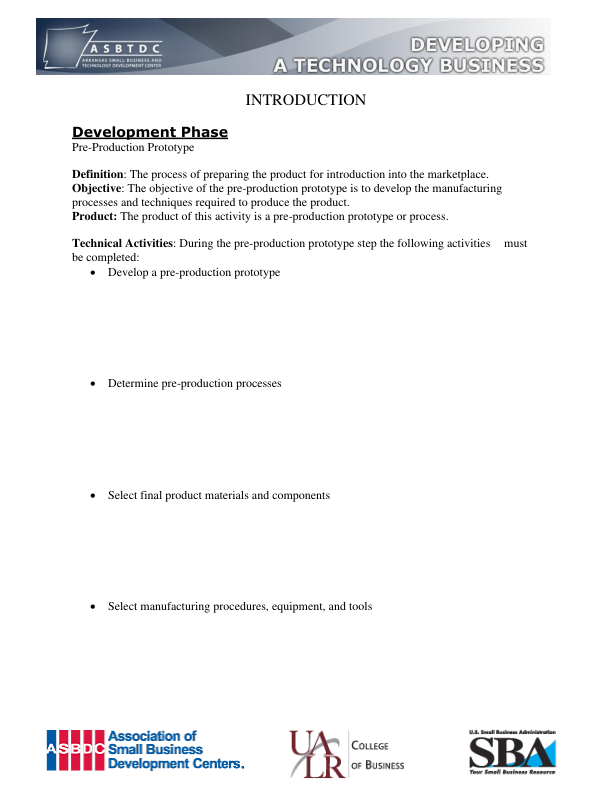 ASBTDC
ARKANSAS SMALL BUSINESS AND
TECHNOLOGY DEVELOPMENT CENTER
DEVELOPING
A TECHNOLOGY BUSINESS
INTRODUCTION
Development Phase
Pre-Production Prototype
Definition: The process of preparing the product for introduction into the marketplace.
Objective: The objective of the pre-production prototype is to develop the manufacturing
processes and techniques required to produce the product.
Product: The product of this activity is a pre-production prototype or process.
Technical Activities: During the pre-production prototype step the following activities must
be completed:
• Develop a pre-production prototype
• Determine pre-production processes
• Select final product materials and components
• Select manufacturing procedures, equipment, and tools
ASBDC
Association of
Small Business
Development Centers.
UALR
COLLEGE
OF BUSINESS
U.S. Small Business Administration
SBA
Your Small Business Resource